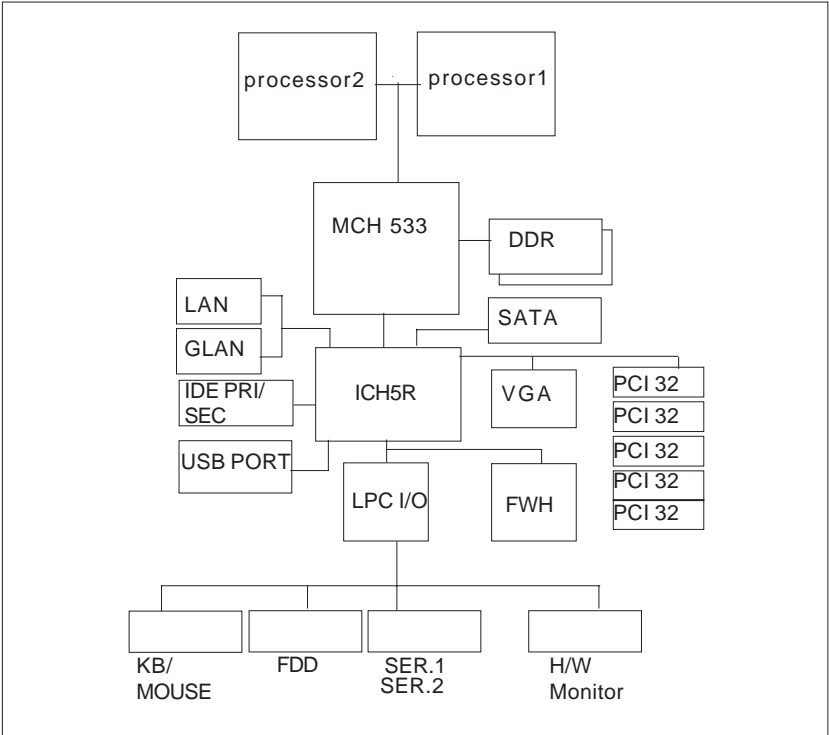 processor2
processor1
MCH 533
DDR
LAN
SATA
GLAN
IDE PRI/
SEC
ICH5R
VGA
PCI 32
PCI 32
PCI 32
PCI 32
PCI 32
USB PORT
LPC I/O
FWH
KB/
MOUSE
FDD
SER.1
SER.2
H/W
Monitor